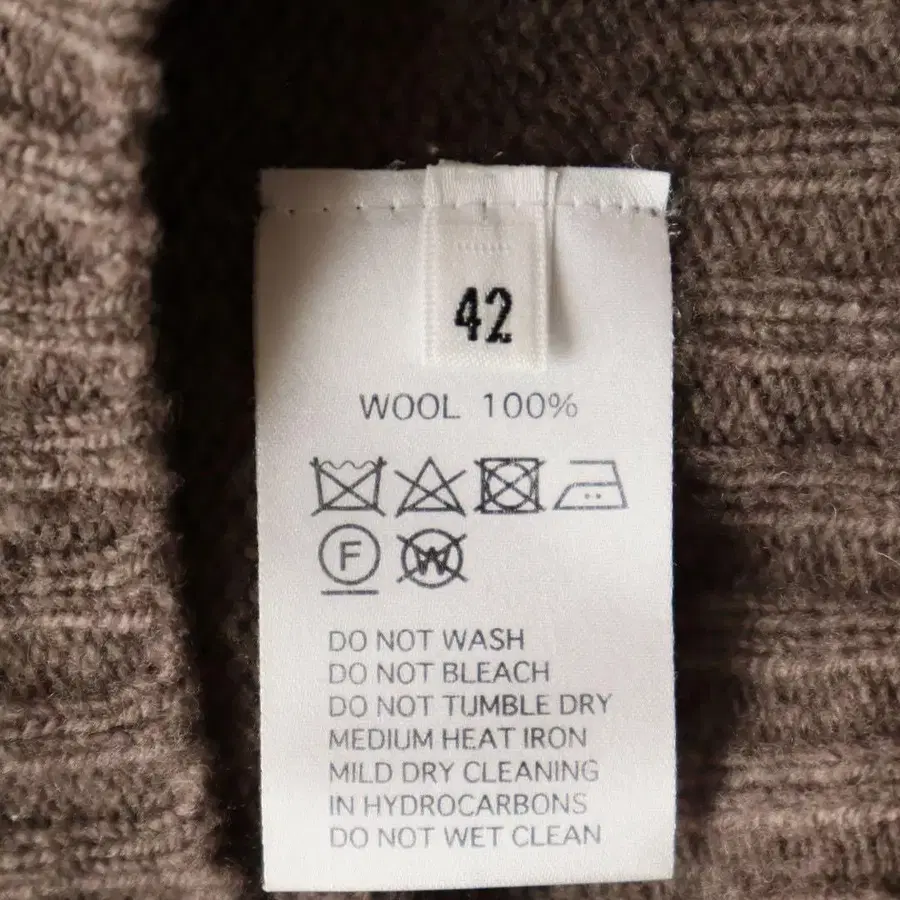 42
WOOL 100%
F W
DO NOT WASH
DO NOT BLEACH
DO NOT TUMBLE DRY
MEDIUM HEAT IRON
MILD DRY CLEANING
IN HYDROCARBONS
DO NOT WET CLEAN